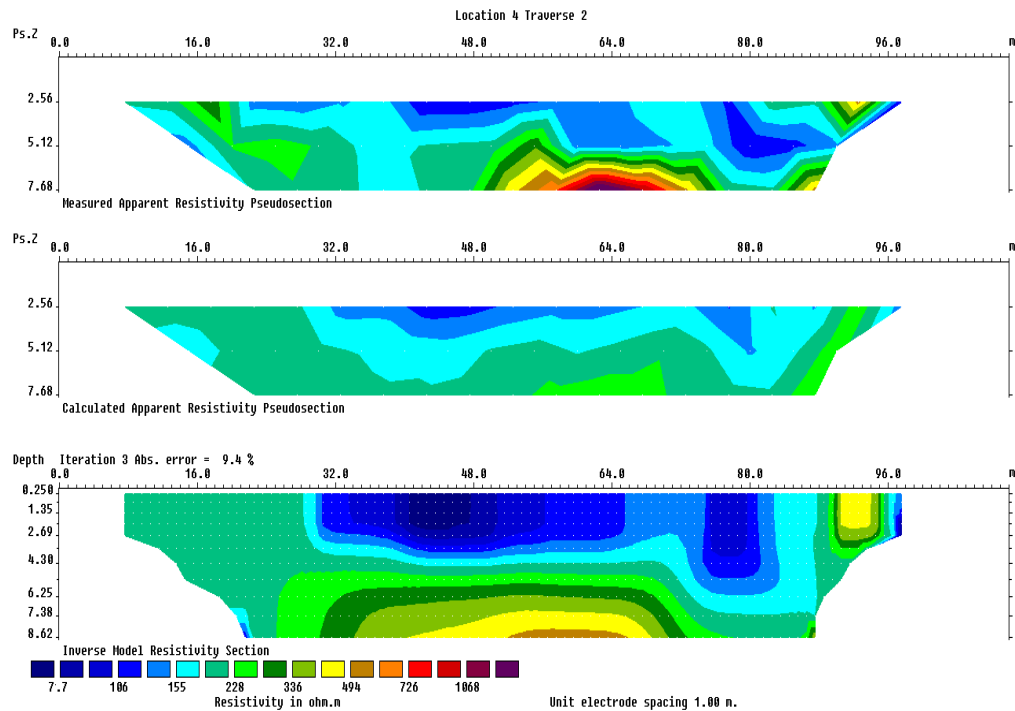 Location 4 Traverse 2
Ps.Z 0.0 16.0 32.0 48.0 64.0 80.0 96.0 m
2.56
5.12
7.68
Measured Apparent Resistivity Pseudosection
Ps.Z 0.0 16.0 32.0 48.0 64.0 80.0 96.0 m
2.56
5.12
7.68
Calculated Apparent Resistivity Pseudosection
Depth Iteration 3 Abs. error = 9.4 %
0.0 16.0 32.0 48.0 64.0 80.0 96.0 m
0.250
1.35
2.69
4.30
6.25
7.38
8.62
Inverse Model Resistivity Section
7.7 106 155 228 336 494 726 1068
Resistivity in ohm.m Unit electrode spacing 1.00 m.